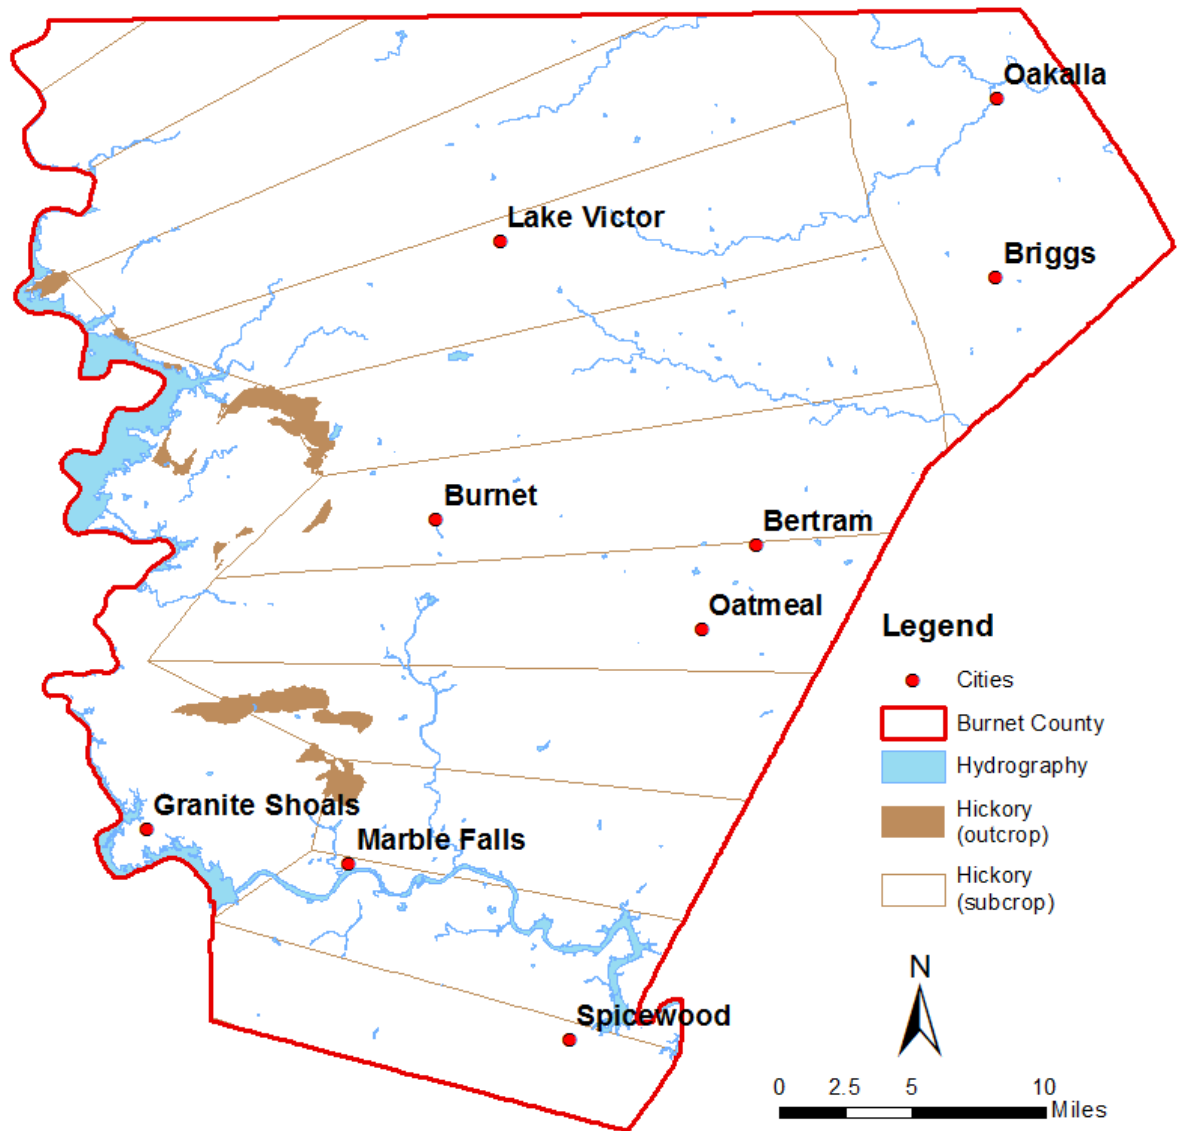 Oakalla
Lake Victor
Briggs
Burnet
Bertram
Oatmeal
Legend
Cities
Burnet County
Hydrography
Hickory
(outcrop)
Hickory
(subcrop)
Granite Shoals
Marble Falls
N
Spicewood
0 2.5 5 10
Miles